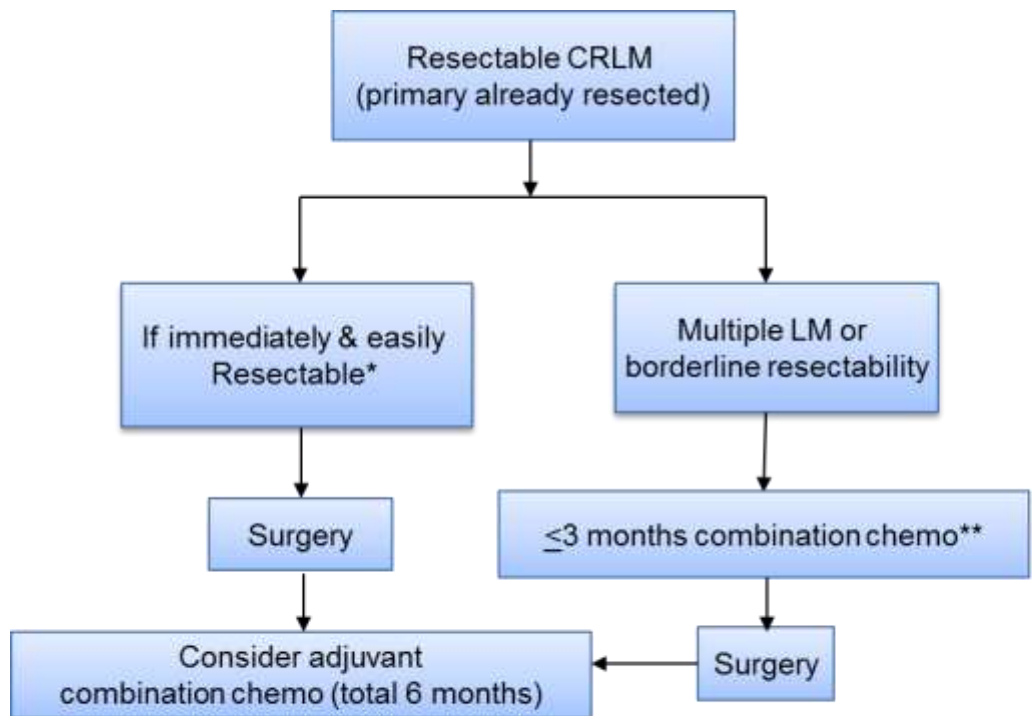 Resectable CRLM
(primary already resected)
If immediately & easily
Resectable*
Multiple LM or
borderline resectability
Surgery
≤3 months combination chemo**
Consider adjuvant
combination chemo (total 6 months)
Surgery